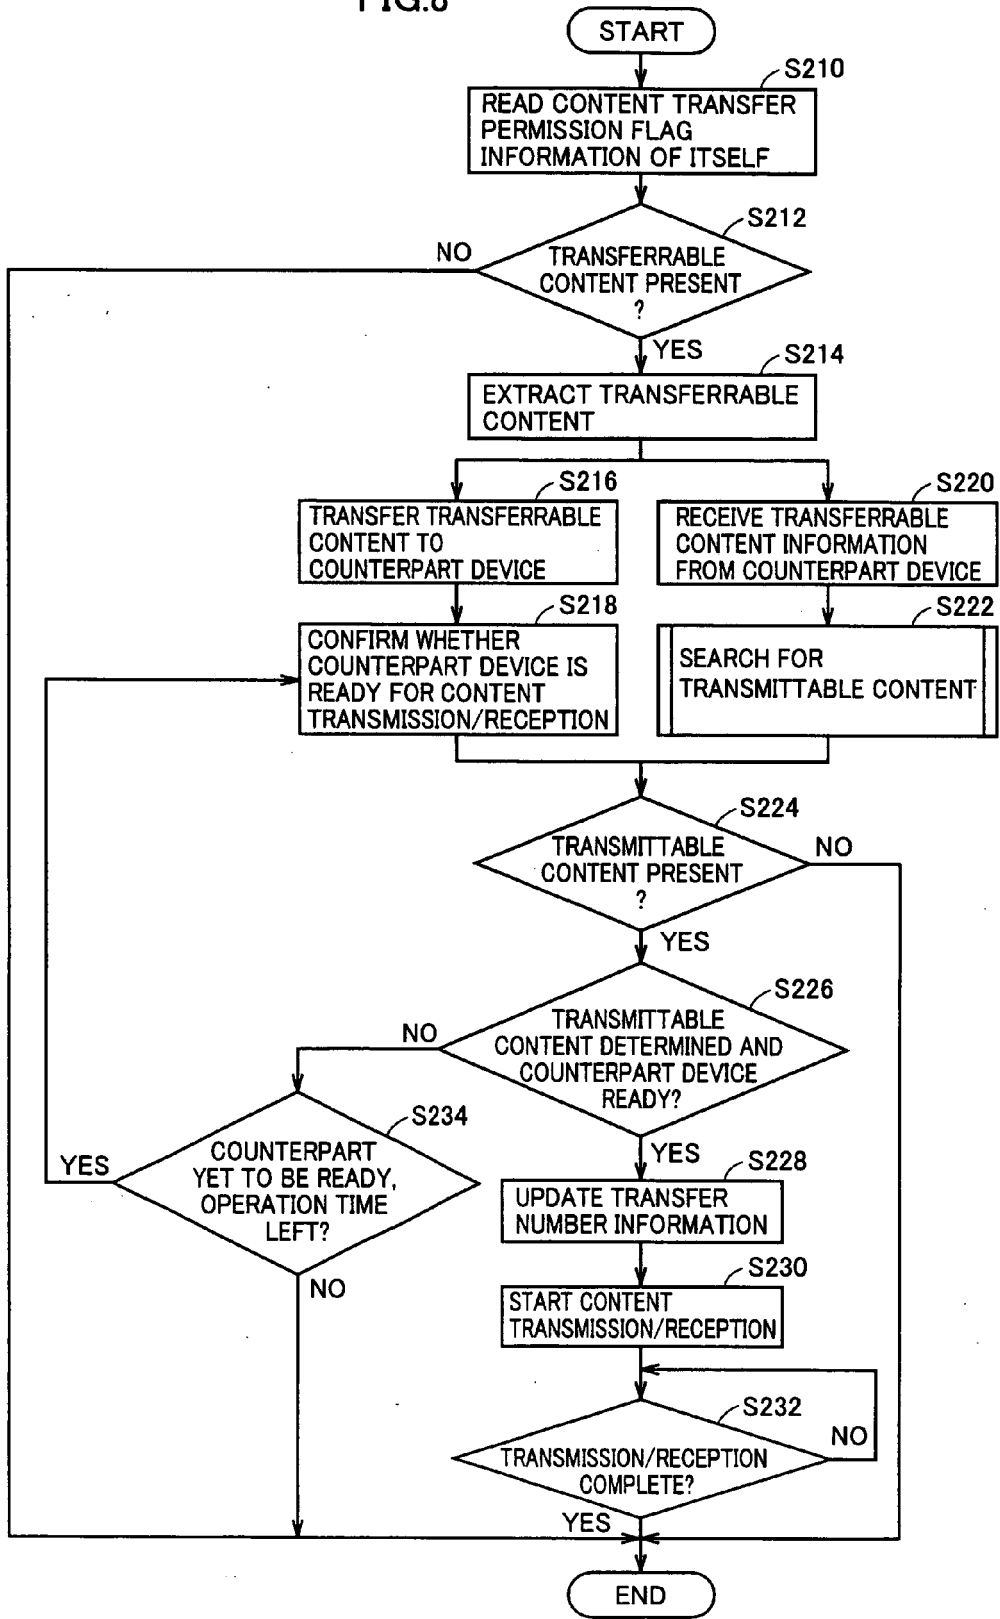 START
S210
READ CONTENT TRANSFER
PERMISSION FLAG
INFORMATION OF ITSELF
S212
NO
TRANSFERRABLE
CONTENT PRESENT
?
YES
S214
EXTRACT TRANSFERRABLE
CONTENT
S216
TRANSFER TRANSFERRABLE
CONTENT TO
COUNTERPART DEVICE
S220
RECEIVE TRANSFERRABLE
CONTENT INFORMATION
FROM COUNTERPART DEVICE
S218
CONFIRM WHETHER
COUNTERPART DEVICE IS
READY FOR CONTENT
TRANSMISSION/RECEPTION
S222
SEARCH FOR
TRANSMITTABLE CONTENT
S224
TRANSMITTABLE
CONTENT PRESENT
?
NO
YES
S226
NO
TRANSMITTABLE
CONTENT DETERMINED AND
COUNTERPART DEVICE
READY?
S234
YES
COUNTERPART
YET TO BE READY,
OPERATION TIME
LEFT?
NO
YES
S228
UPDATE TRANSFER
NUMBER INFORMATION
S230
START CONTENT
TRANSMISSION/RECEPTION
S232
NO
TRANSMISSION/RECEPTION
COMPLETE?
YES
END